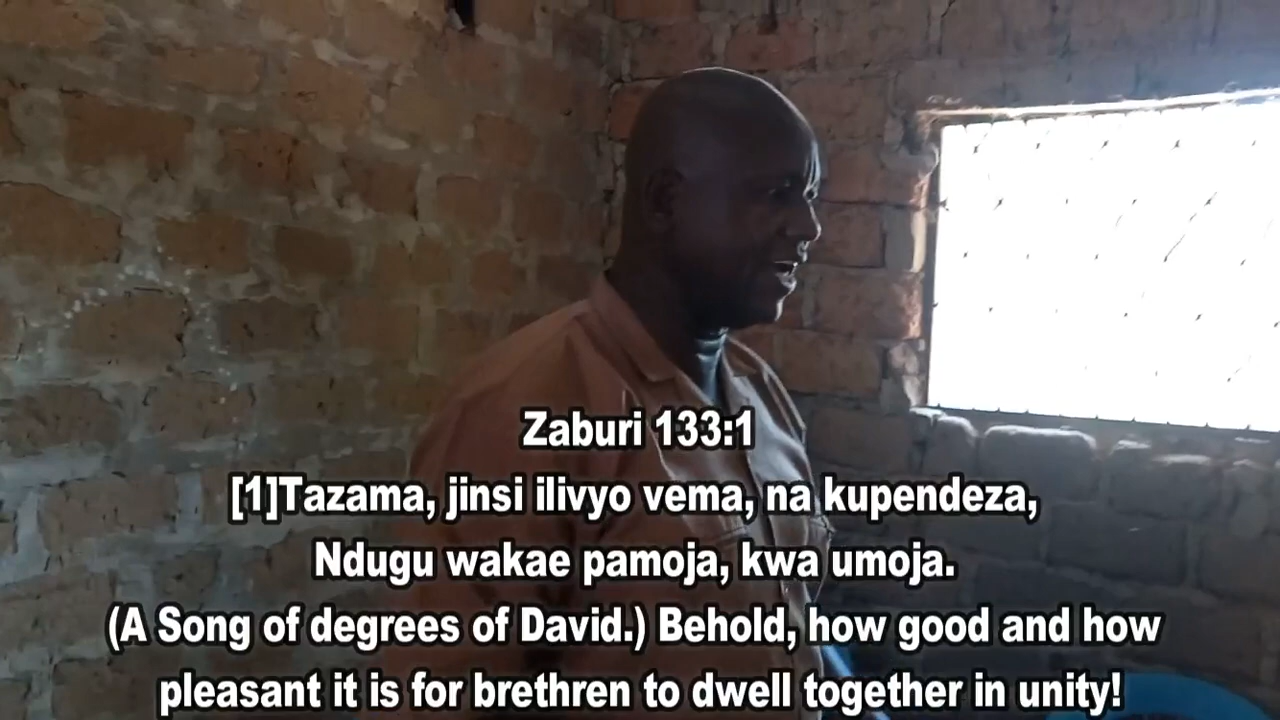 Zaburi 133:1
[1]Tazama, jinsi ilivyo vema, na kupendeza,
Ndugu wakae pamoja, kwa umoja.
(A Song of degrees of David.) Behold, how good and how
pleasant it is for brethren to dwell together in unity!